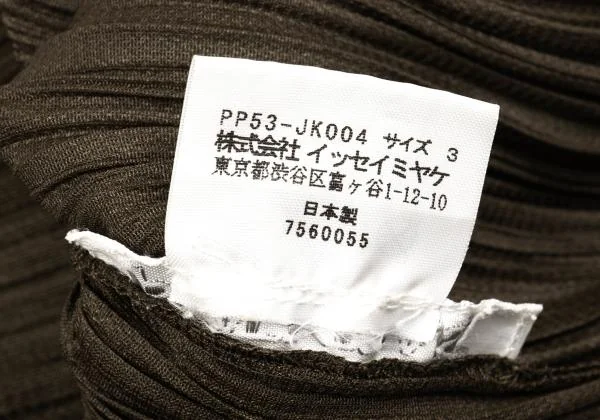 PP53-JK004 サイズ 3
株式会社 イッセイミヤケ
東京都渋谷区富ヶ谷1-12-10
日本製
7560055